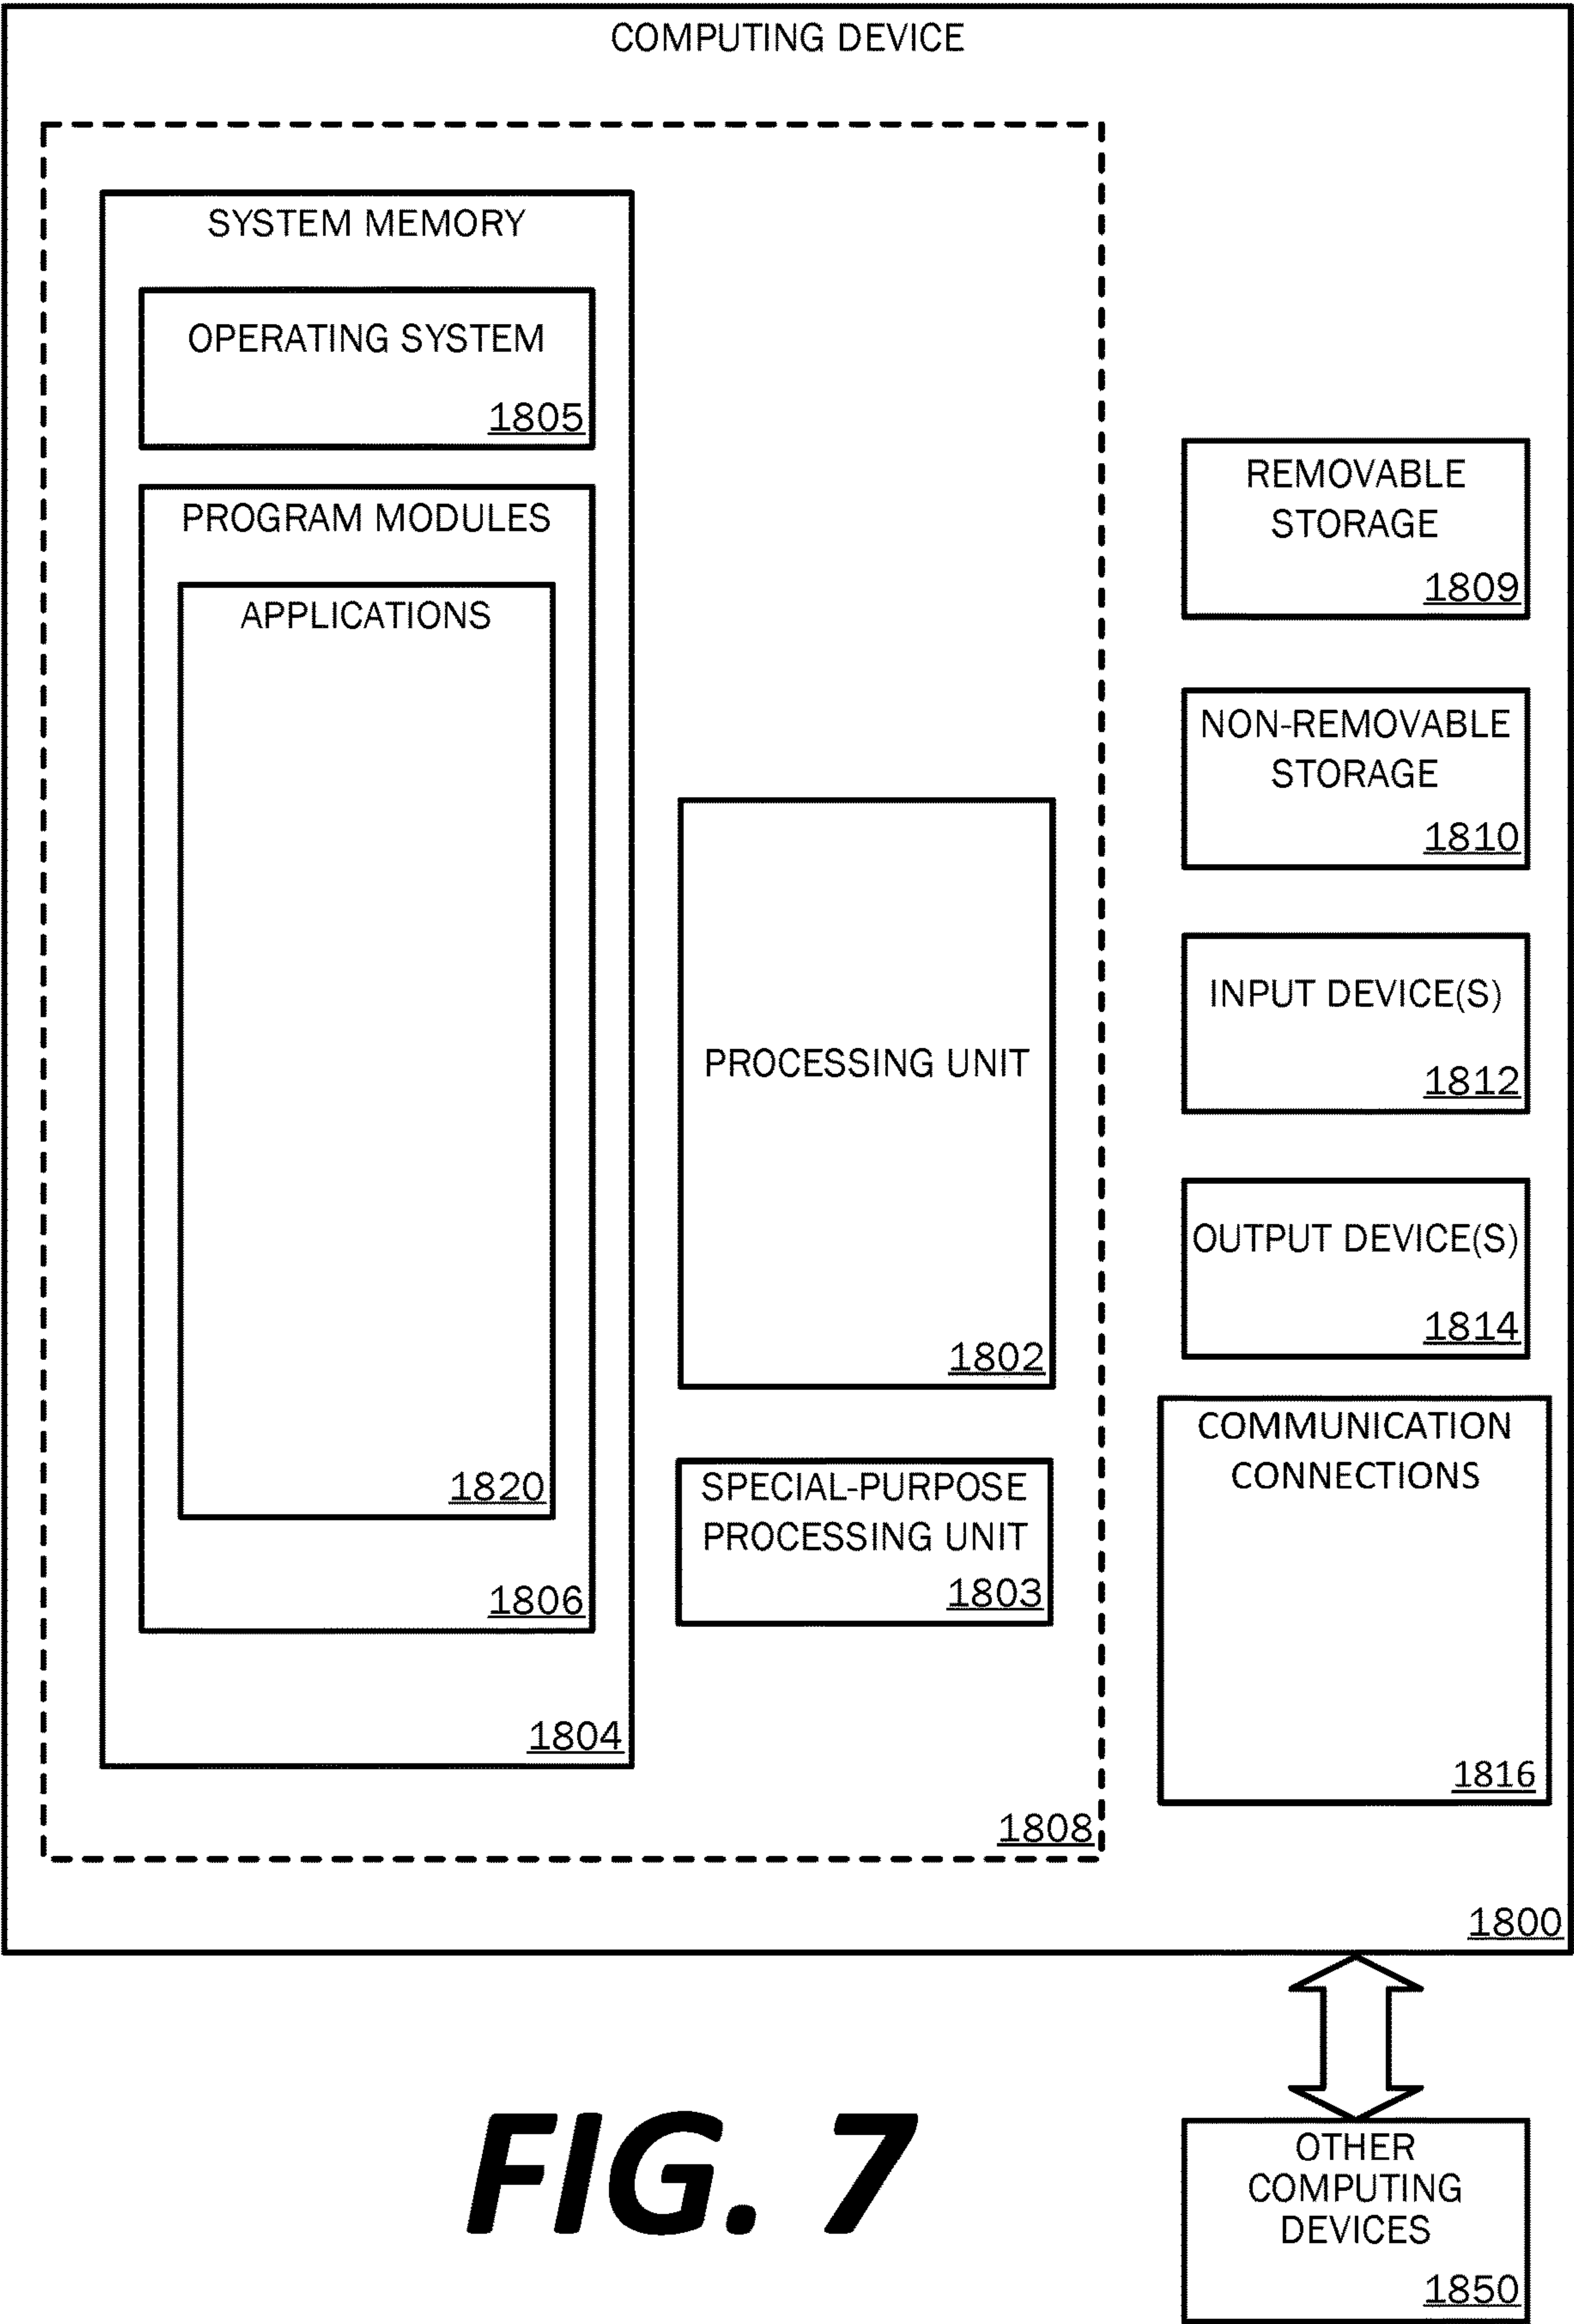 COMPUTING DEVICE
SYSTEM MEMORY
OPERATING SYSTEM
1805
PROGRAM MODULES
APPLICATIONS
1820
1806
1804
PROCESSING UNIT
1802
SPECIAL-PURPOSE
PROCESSING UNIT
1803
1808
REMOVABLE
STORAGE
1809
NON-REMOVABLE
STORAGE
1810
INPUT DEVICE(S)
1812
OUTPUT DEVICE(S)
1814
COMMUNICATION
CONNECTIONS
1816
1800
OTHER
COMPUTING
DEVICES
1850
FIG. 7